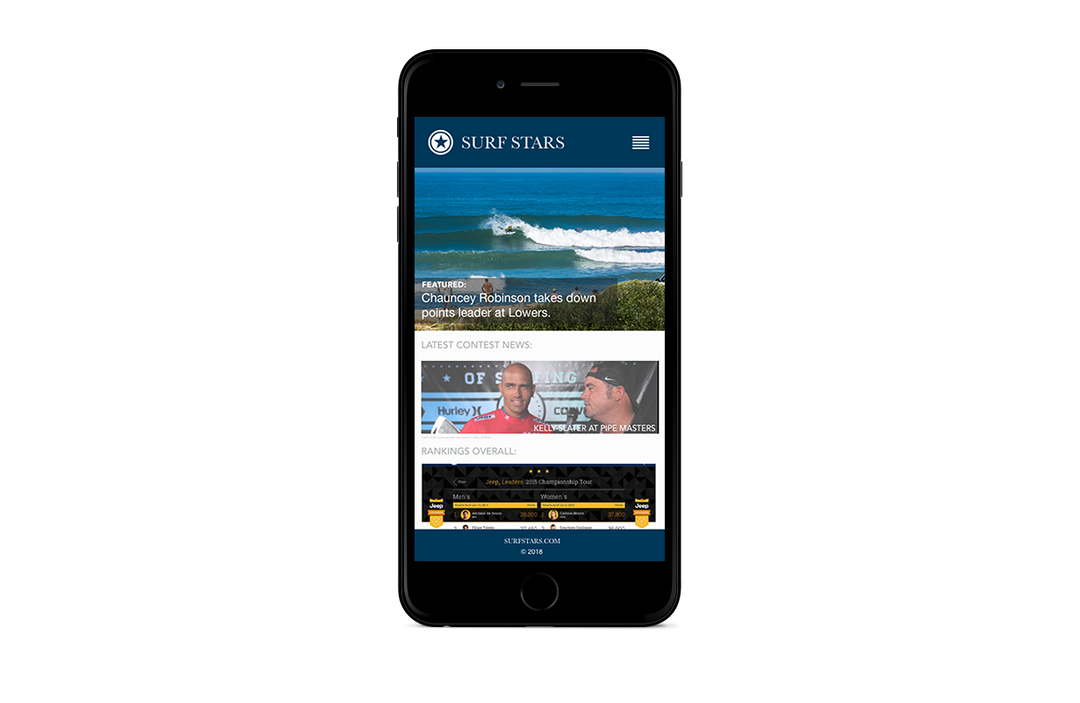 SURF STARS
FEATURED:
Chauncey Robinson takes down
points leader at Lowers.
LATEST CONTEST NEWS:
OF S FING
Hurley
KELLY SLATER AT PIPE MASTERS
RANKINGS OVERALL:
Jeep Leaders: 2015 Championship Tour
Men's Women's
Jeep Jeep
SURFSTARS.COM
© 2018